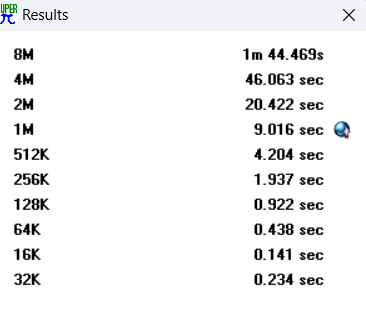 UPER
π Results
8M 1m 44.469s
4M 46.063 sec
2M 20.422 sec
1M 9.016 sec
512K 4.204 sec
256K 1.937 sec
128K 0.922 sec
64K 0.438 sec
16K 0.141 sec
32K 0.234 sec